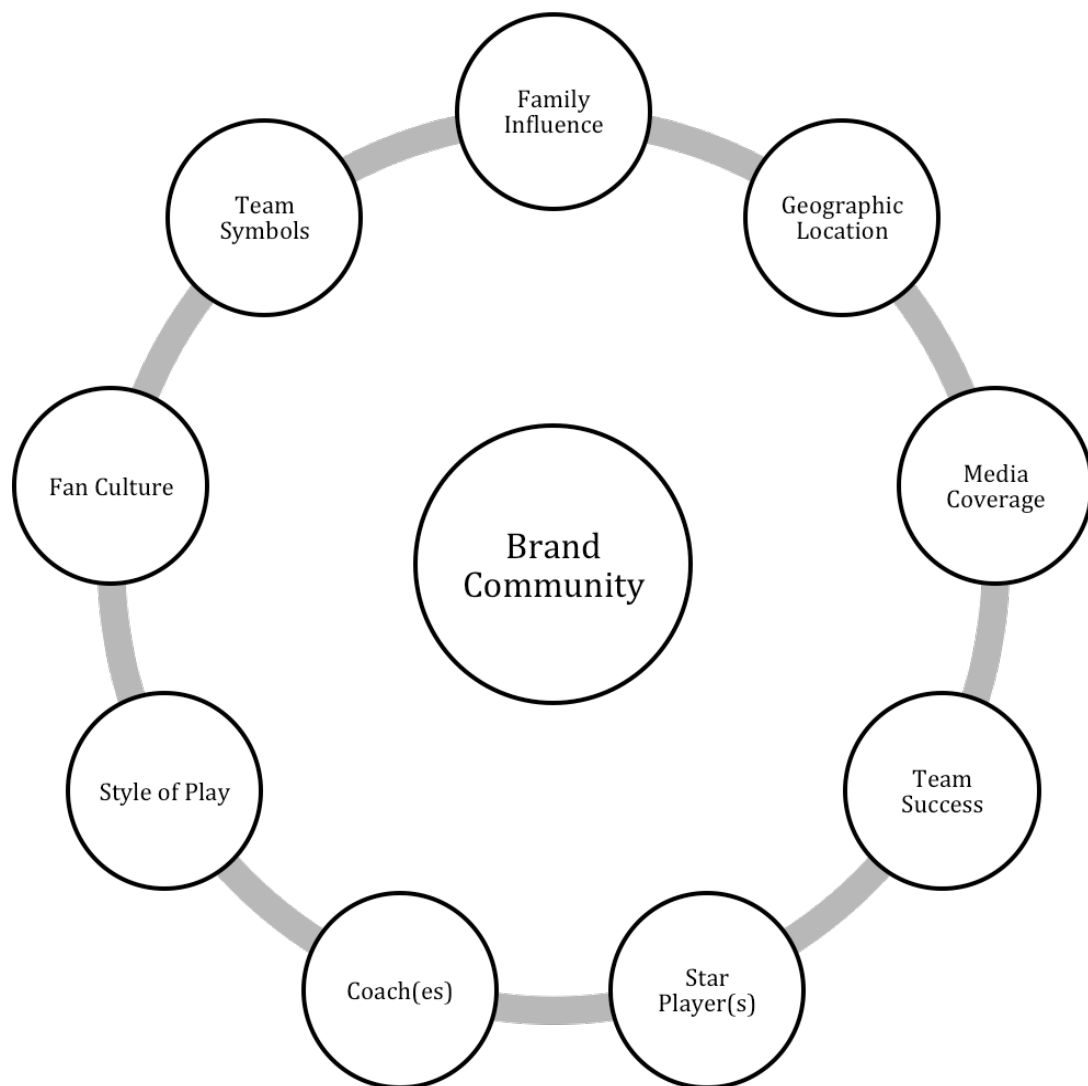 Family
Influence
Geographic
Location
Media
Coverage
Team
Success
Star
Player(s)
Coach(es)
Style of Play
Fan Culture
Team
Symbols
Brand
Community